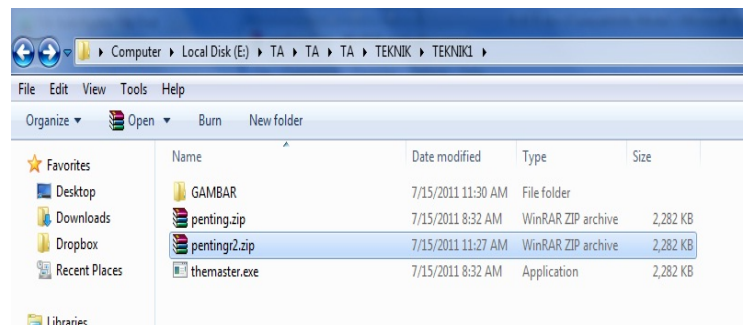 Computer ▸ Local Disk (E:) ▸ TA ▸ TA ▸ TA ▸ TEKNIK ▸ TEKNIK1 ▸
File Edit View Tools Help
Organize Open Burn New folder
Favorites
Desktop
Downloads
Dropbox
Recent Places
Libraries
Name Date modified Type Size
GAMBAR 7/15/2011 11:30 AM File folder
penting.zip 7/15/2011 8:32 AM WinRAR ZIP archive 2,282 KB
pentingr2.zip 7/15/2011 11:27 AM WinRAR ZIP archive 2,282 KB
themaster.exe 7/15/2011 8:32 AM Application 2,282 KB